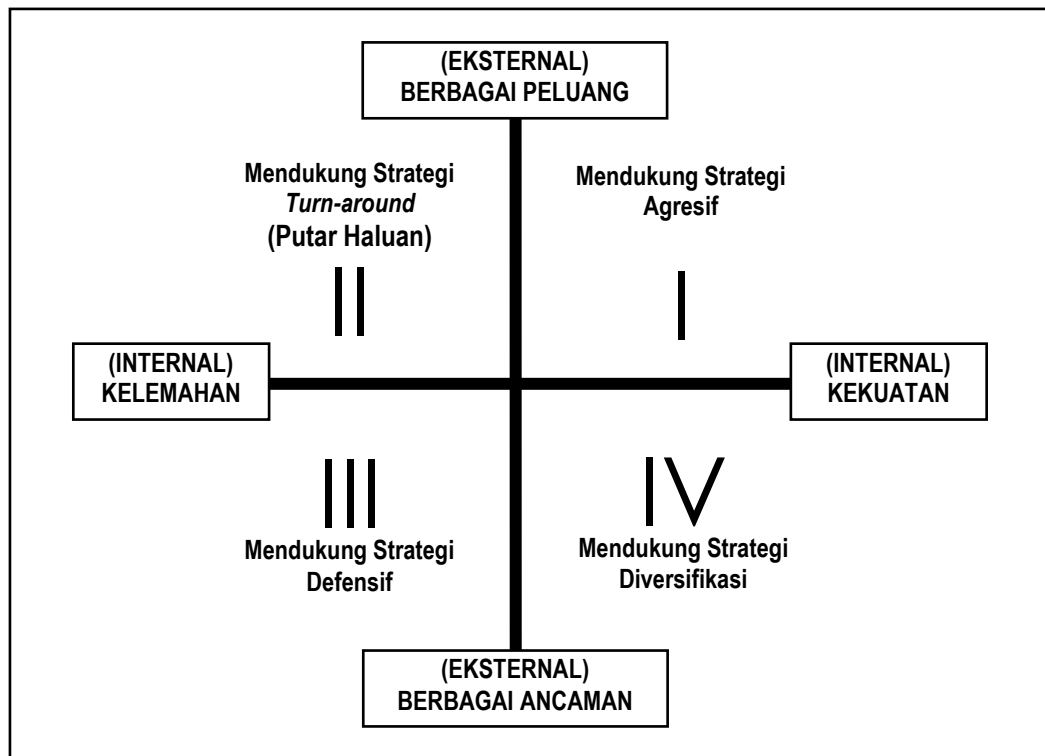 (EKSTERNAL)
BERBAGAI PELUANG
Mendukung Strategi
Turn-around
(Putar Haluan)
II
Mendukung Strategi
Agresif
I
(INTERNAL)
KELEMAHAN
(INTERNAL)
KEKUATAN
III
Mendukung Strategi
Defensif
IV
Mendukung Strategi
Diversifikasi
(EKSTERNAL)
BERBAGAI ANCAMAN